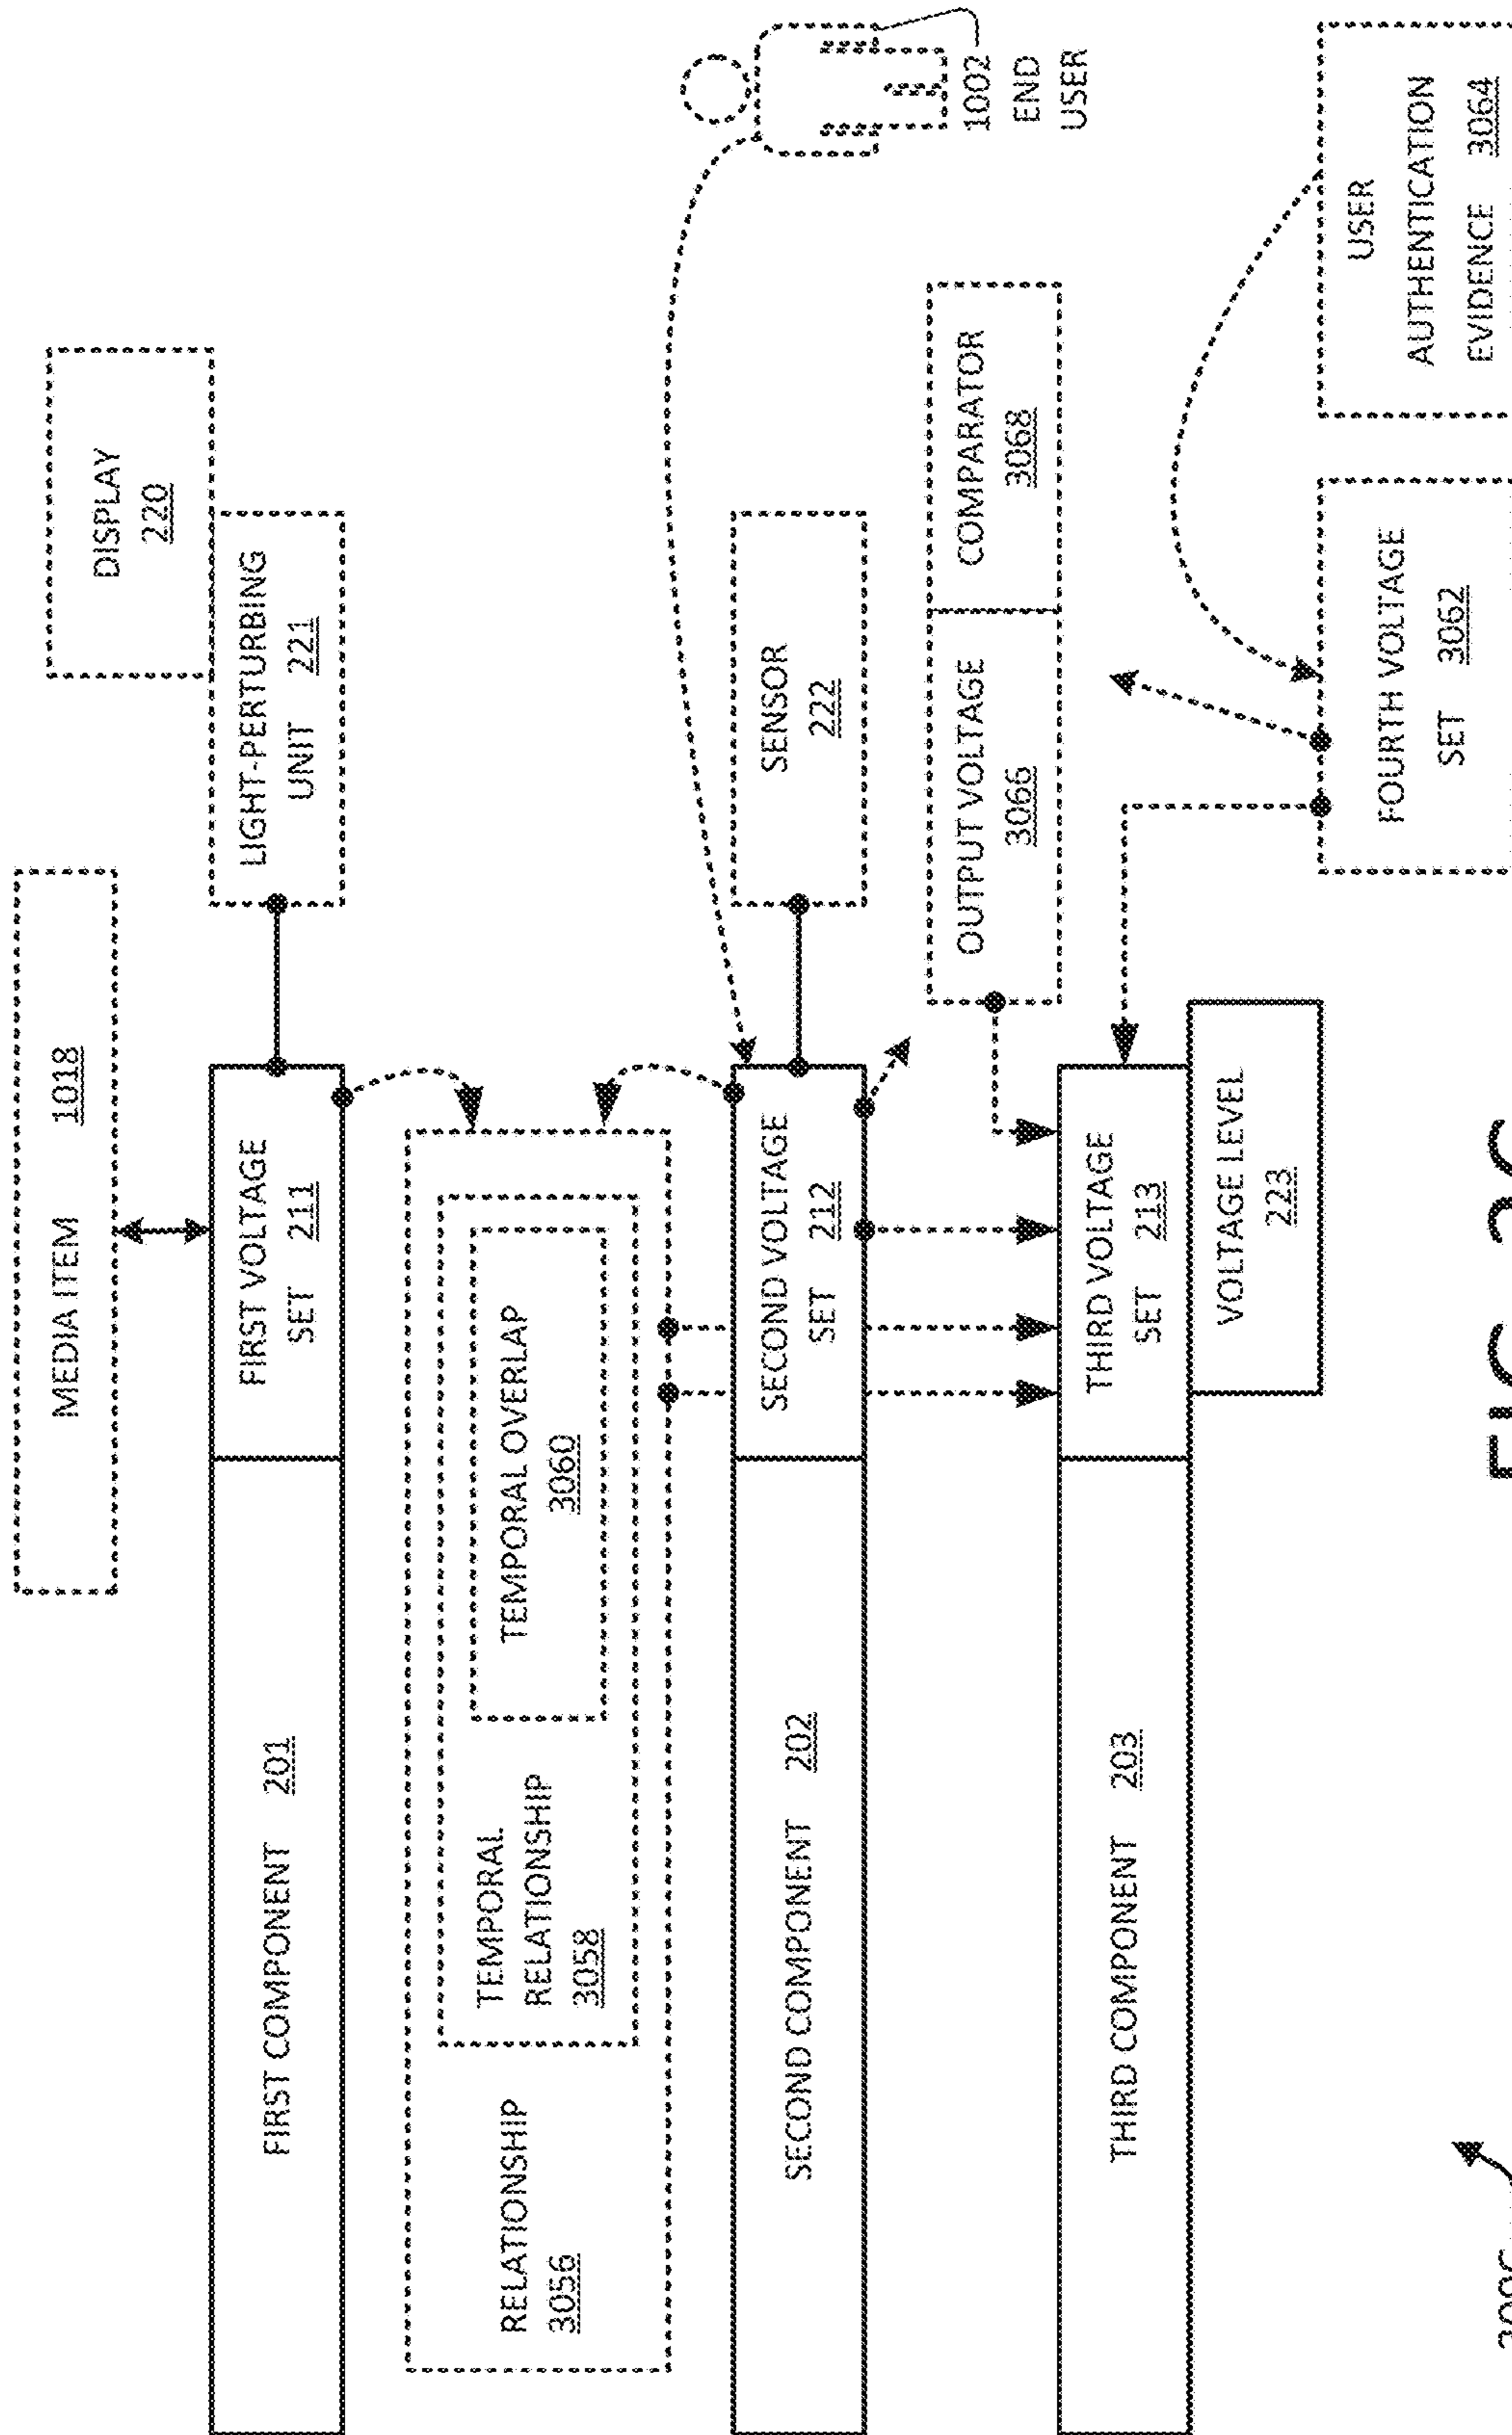 MEDIA ITEM 1018
DISPLAY
220
FIRST COMPONENT 201
FIRST VOLTAGE
SET 211
LIGHT-PERTURBING
UNIT 221
RELATIONSHIP
3056
TEMPORAL
RELATIONSHIP
3058
TEMPORAL OVERLAP
3060
1002
END
USER
SECOND COMPONENT 202
SECOND VOLTAGE
SET 212
SENSOR
222
OUTPUT VOLTAGE
3066
COMPARATOR
3068
THIRD COMPONENT 203
THIRD VOLTAGE
SET 213
VOLTAGE LEVEL
223
FOURTH VOLTAGE
SET 3062
USER
AUTHENTICATION
EVIDENCE 3064